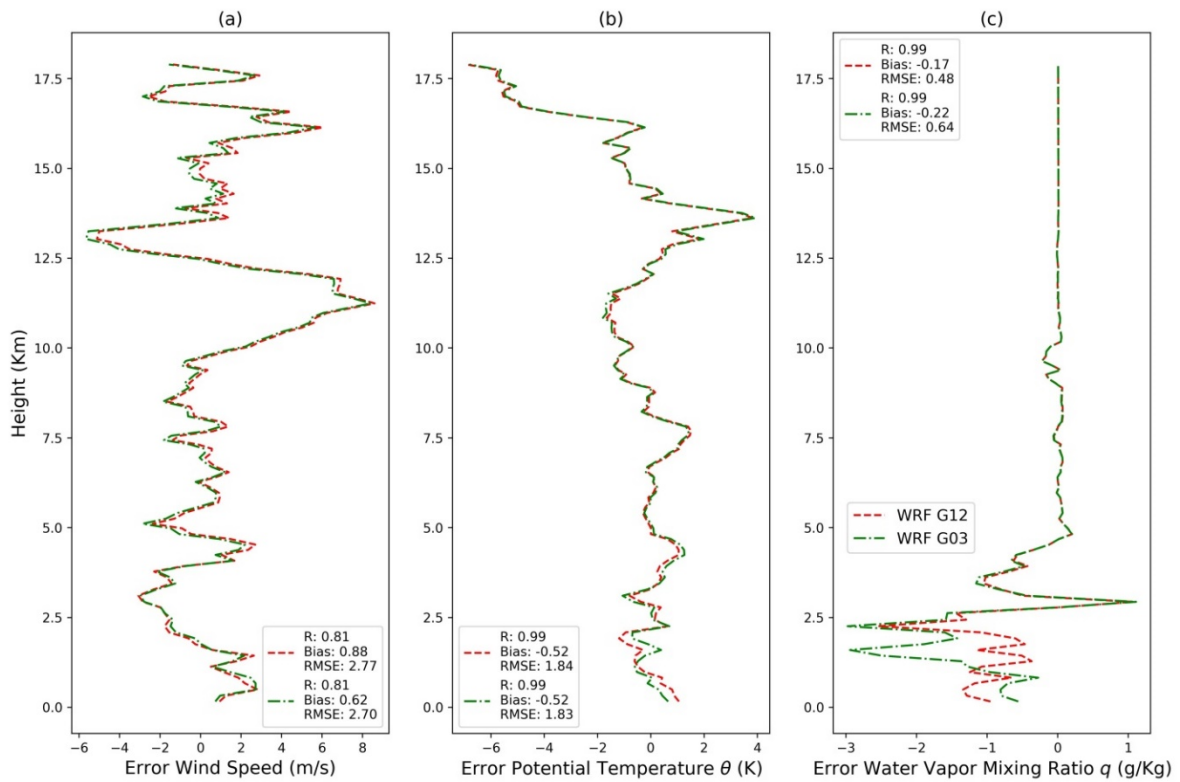 (a)
17.5
15.0
12.5
10.0
7.5
5.0
2.5
0.0
Height (Km)
R: 0.81
Bias: 0.88
RMSE: 2.77
R: 0.81
Bias: 0.62
RMSE: 2.70
−6 −4 −2 0 2 4 6 8
Error Wind Speed (m/s)
(b)
17.5
15.0
12.5
10.0
7.5
5.0
2.5
0.0
R: 0.99
Bias: -0.52
RMSE: 1.84
R: 0.99
Bias: -0.52
RMSE: 1.83
−6 −4 −2 0 2 4
Error Potential Temperature θ (K)
(c)
R: 0.99
Bias: -0.17
RMSE: 0.48
R: 0.99
Bias: -0.22
RMSE: 0.64
17.5
15.0
12.5
10.0
7.5
5.0
2.5
0.0
WRF G12
WRF G03
−3 −2 −1 0 1
Error Water Vapor Mixing Ratio q (g/Kg)